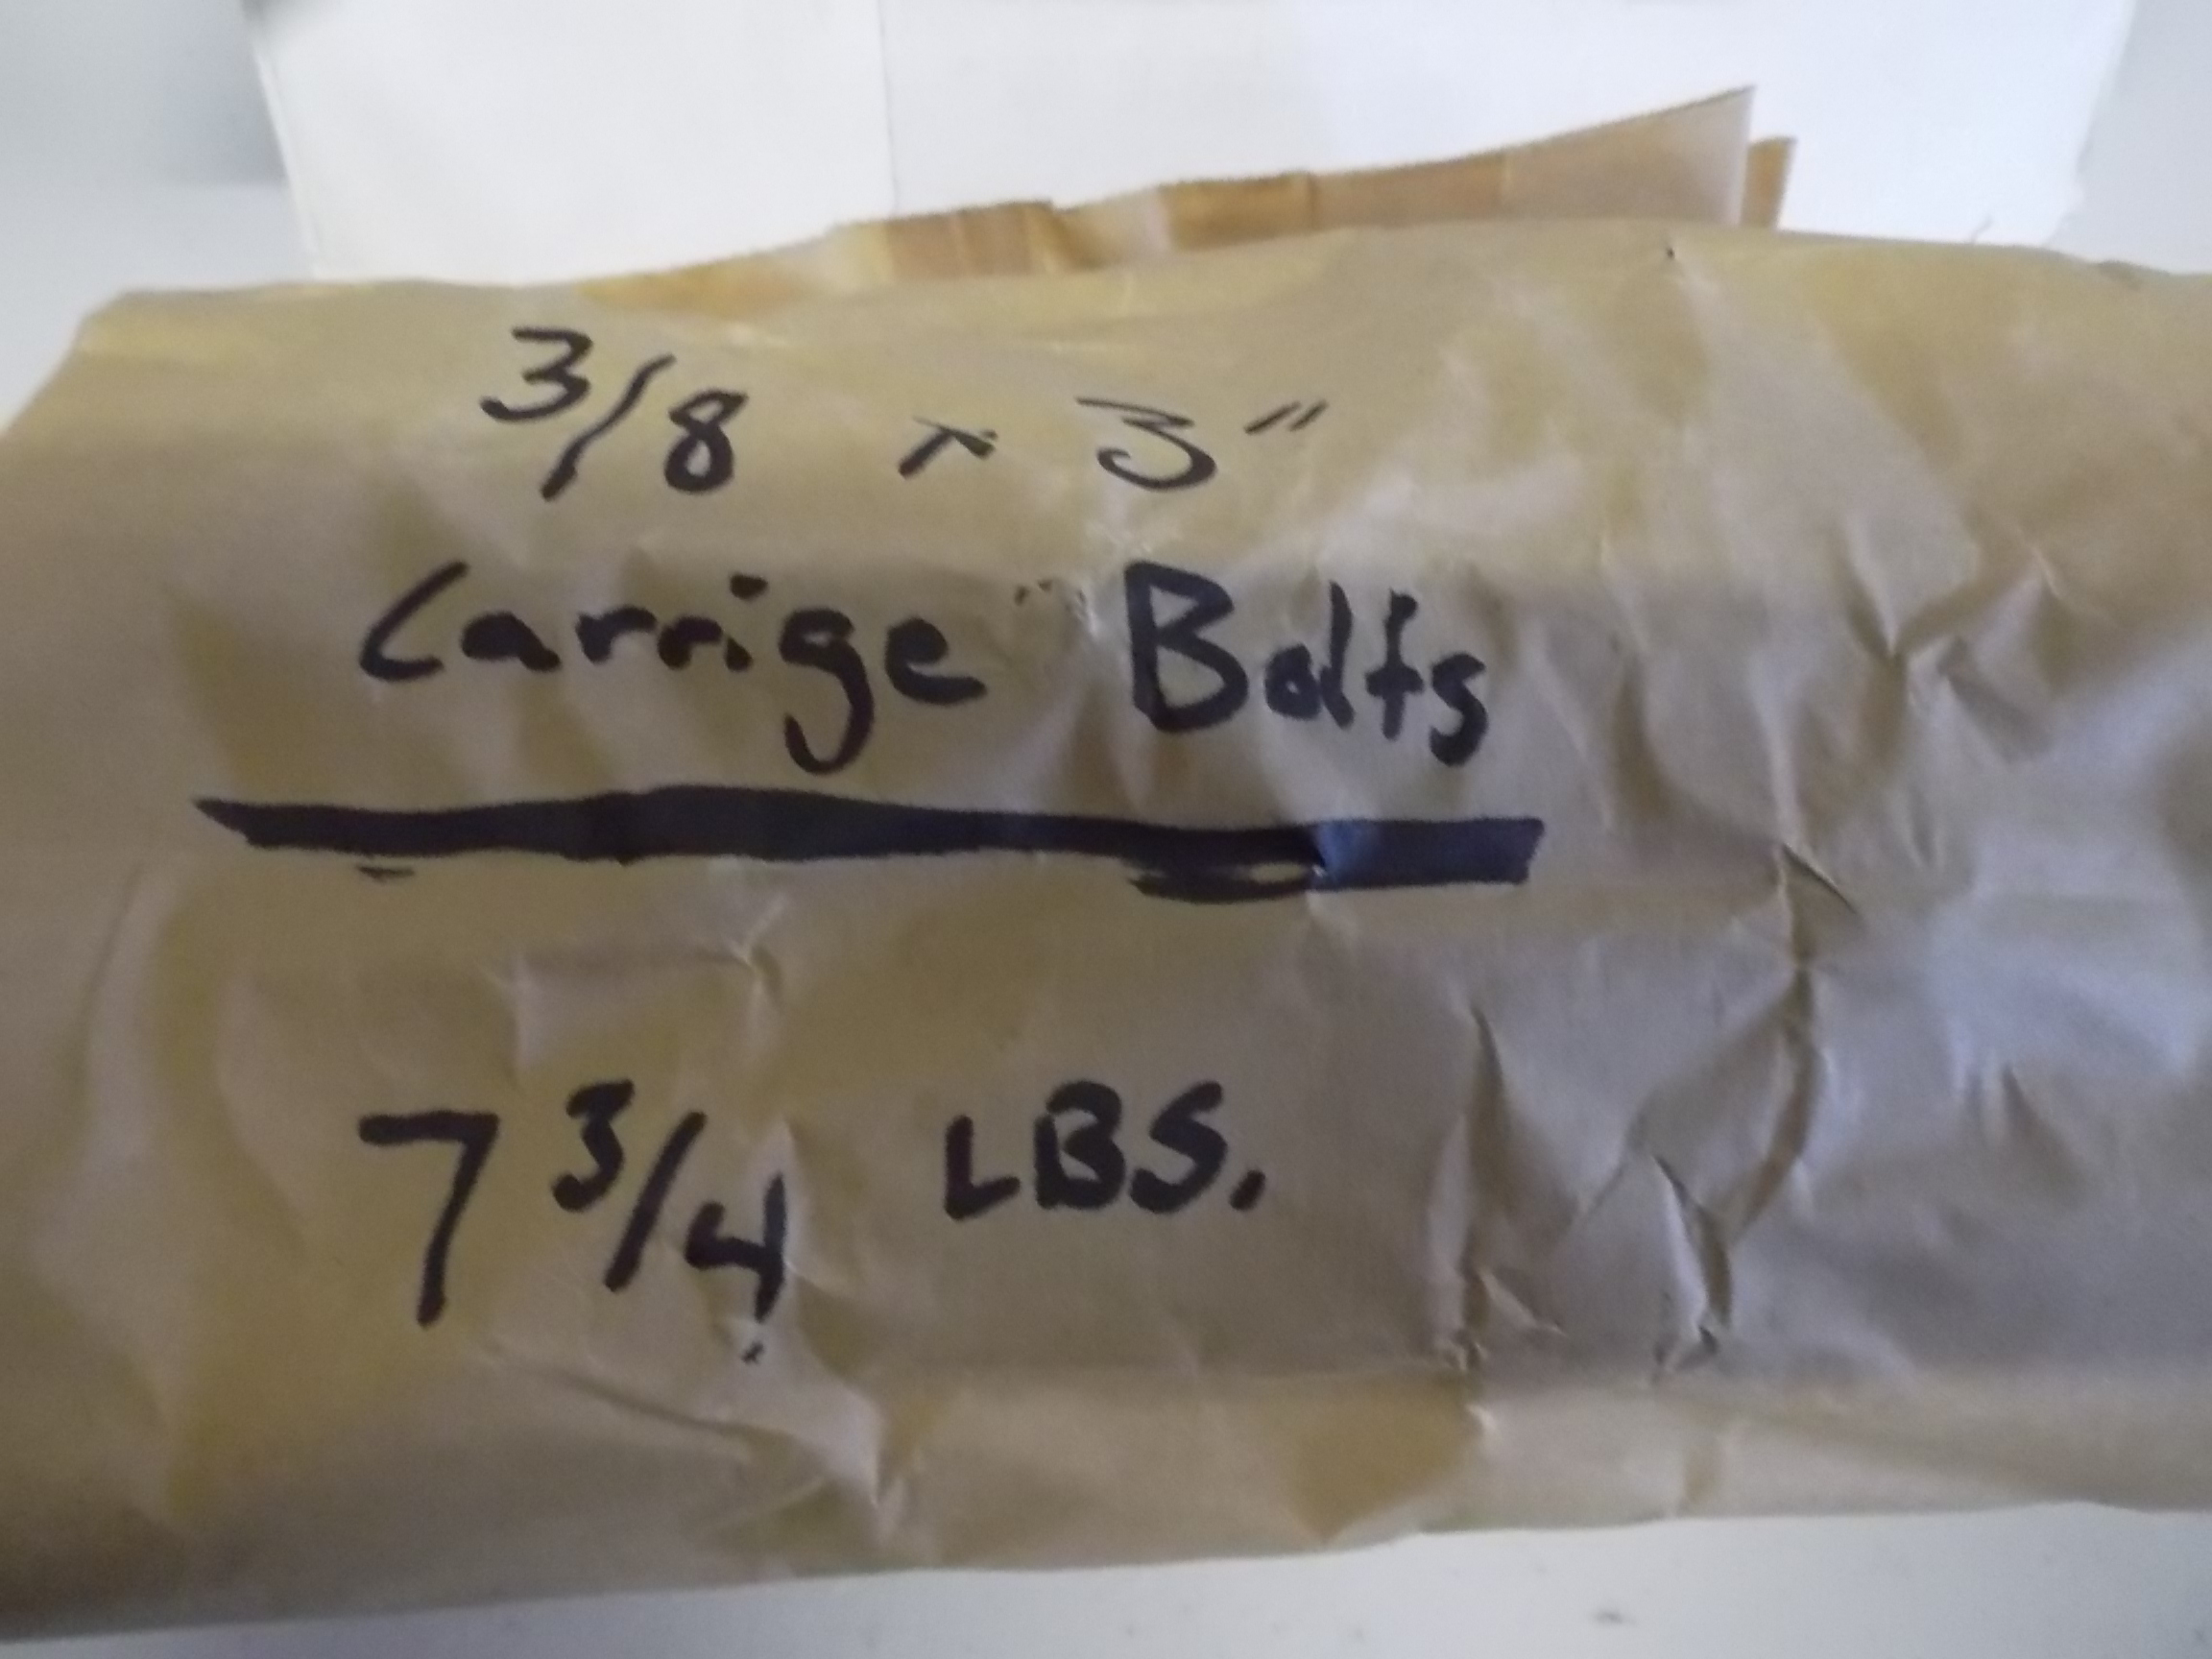 3/8 x 3"
Carrige Bolts
7 3/4 LBS.